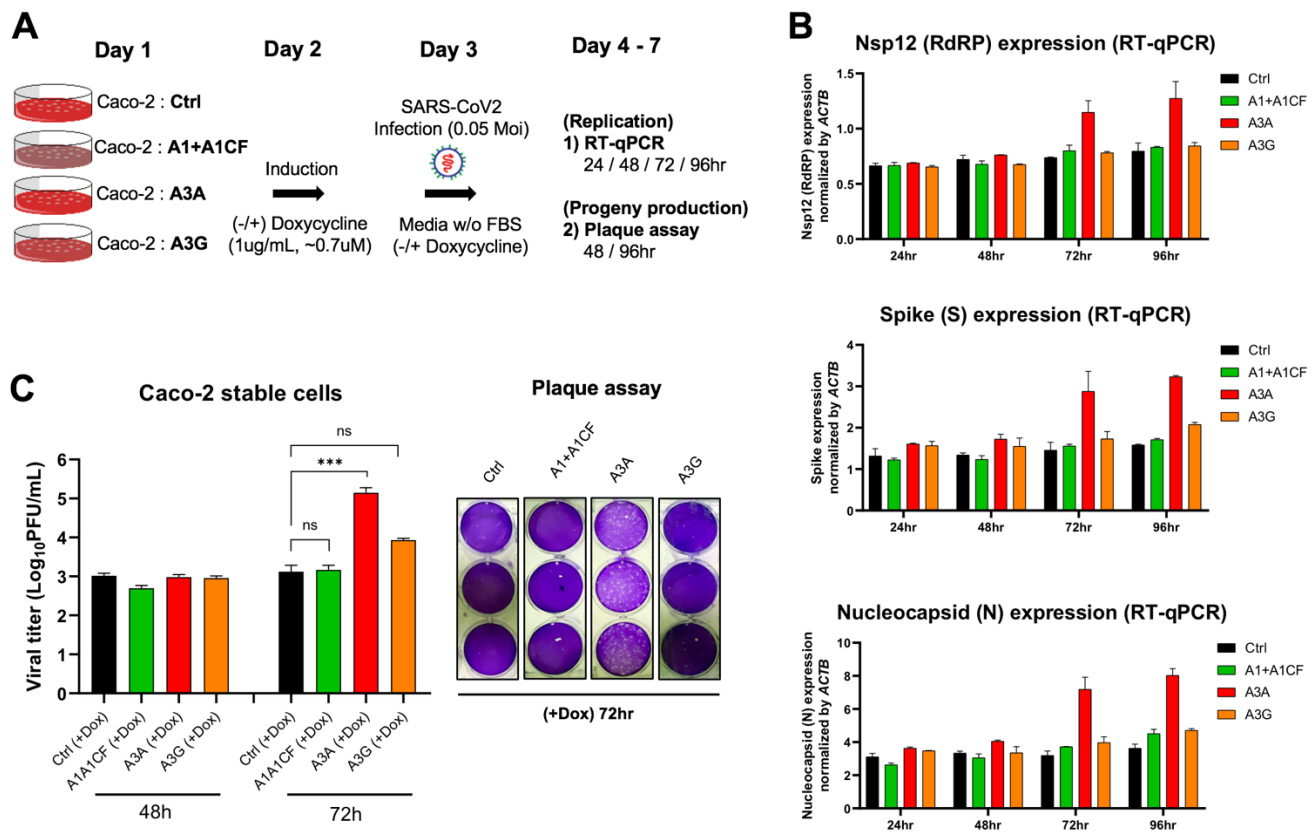 A
Day 1
Day 2
Day 3
Day 4 - 7
Caco-2 : Ctrl
Caco-2 : A1+A1CF
Caco-2 : A3A
Caco-2 : A3G
Induction
(-/+) Doxycycline
(1ug/mL, ~0.7uM)
SARS-CoV2
Infection (0.05 Moi)
Media w/o FBS
(-/+ Doxycycline)
(Replication)
1) RT-qPCR
24 / 48 / 72 / 96hr
(Progeny production)
2) Plaque assay
48 / 96hr
B
Nsp12 (RdRP) expression (RT-qPCR)
Nsp12 (RdRP) expression
normalized by ACTB
1.5
1.0
0.5
0.0
24hr
48hr
72hr
96hr
Ctrl
A1+A1CF
A3A
A3G
Spike (S) expression (RT-qPCR)
Spike expression
normalized by ACTB
4
3
2
1
0
24hr
48hr
72hr
96hr
Ctrl
A1+A1CF
A3A
A3G
Nucleocapsid (N) expression (RT-qPCR)
Nucleocapsid (N) expression
normalized by ACTB
10
8
6
4
2
0
24hr
48hr
72hr
96hr
Ctrl
A1+A1CF
A3A
A3G
C
Caco-2 stable cells
Viral titer (Log10PFU/mL)
6
5
4
3
2
1
0
ns
***
ns
Ctrl (+Dox)
A1A1CF (+Dox)
A3A (+Dox)
A3G (+Dox)
Ctrl (+Dox)
A1A1CF (+Dox)
A3A (+Dox)
A3G (+Dox)
48h
72h
Plaque assay
Ctrl
A1+A1CF
A3A
A3G
(+Dox) 72hr